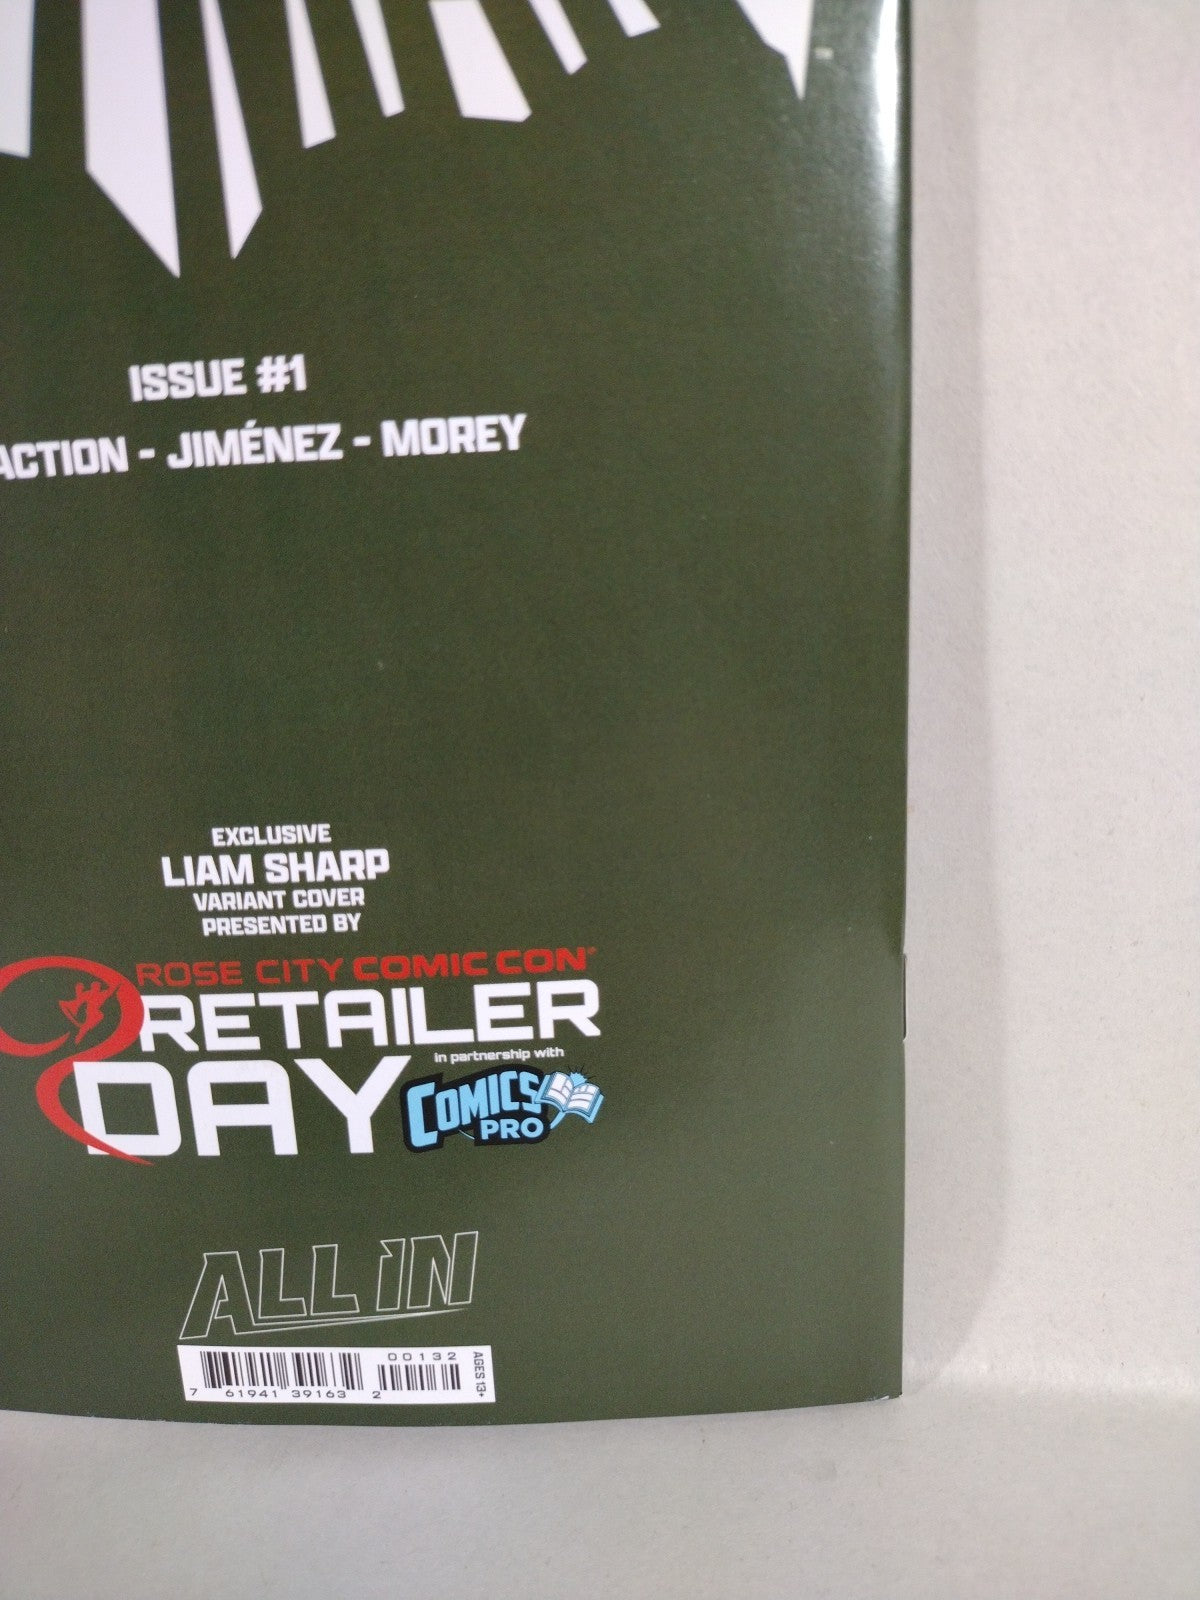 ISSUE #1
ACTION - JIMÉNEZ - MOREY
EXCLUSIVE
LIAM SHARP
VARIANT COVER
PRESENTED BY
ROSE CITY COMIC CON®
RETAILER
DAY
in partnership with
COMICS
PRO
ALL IN
00132
7 61941 39163 2
AGES 13+